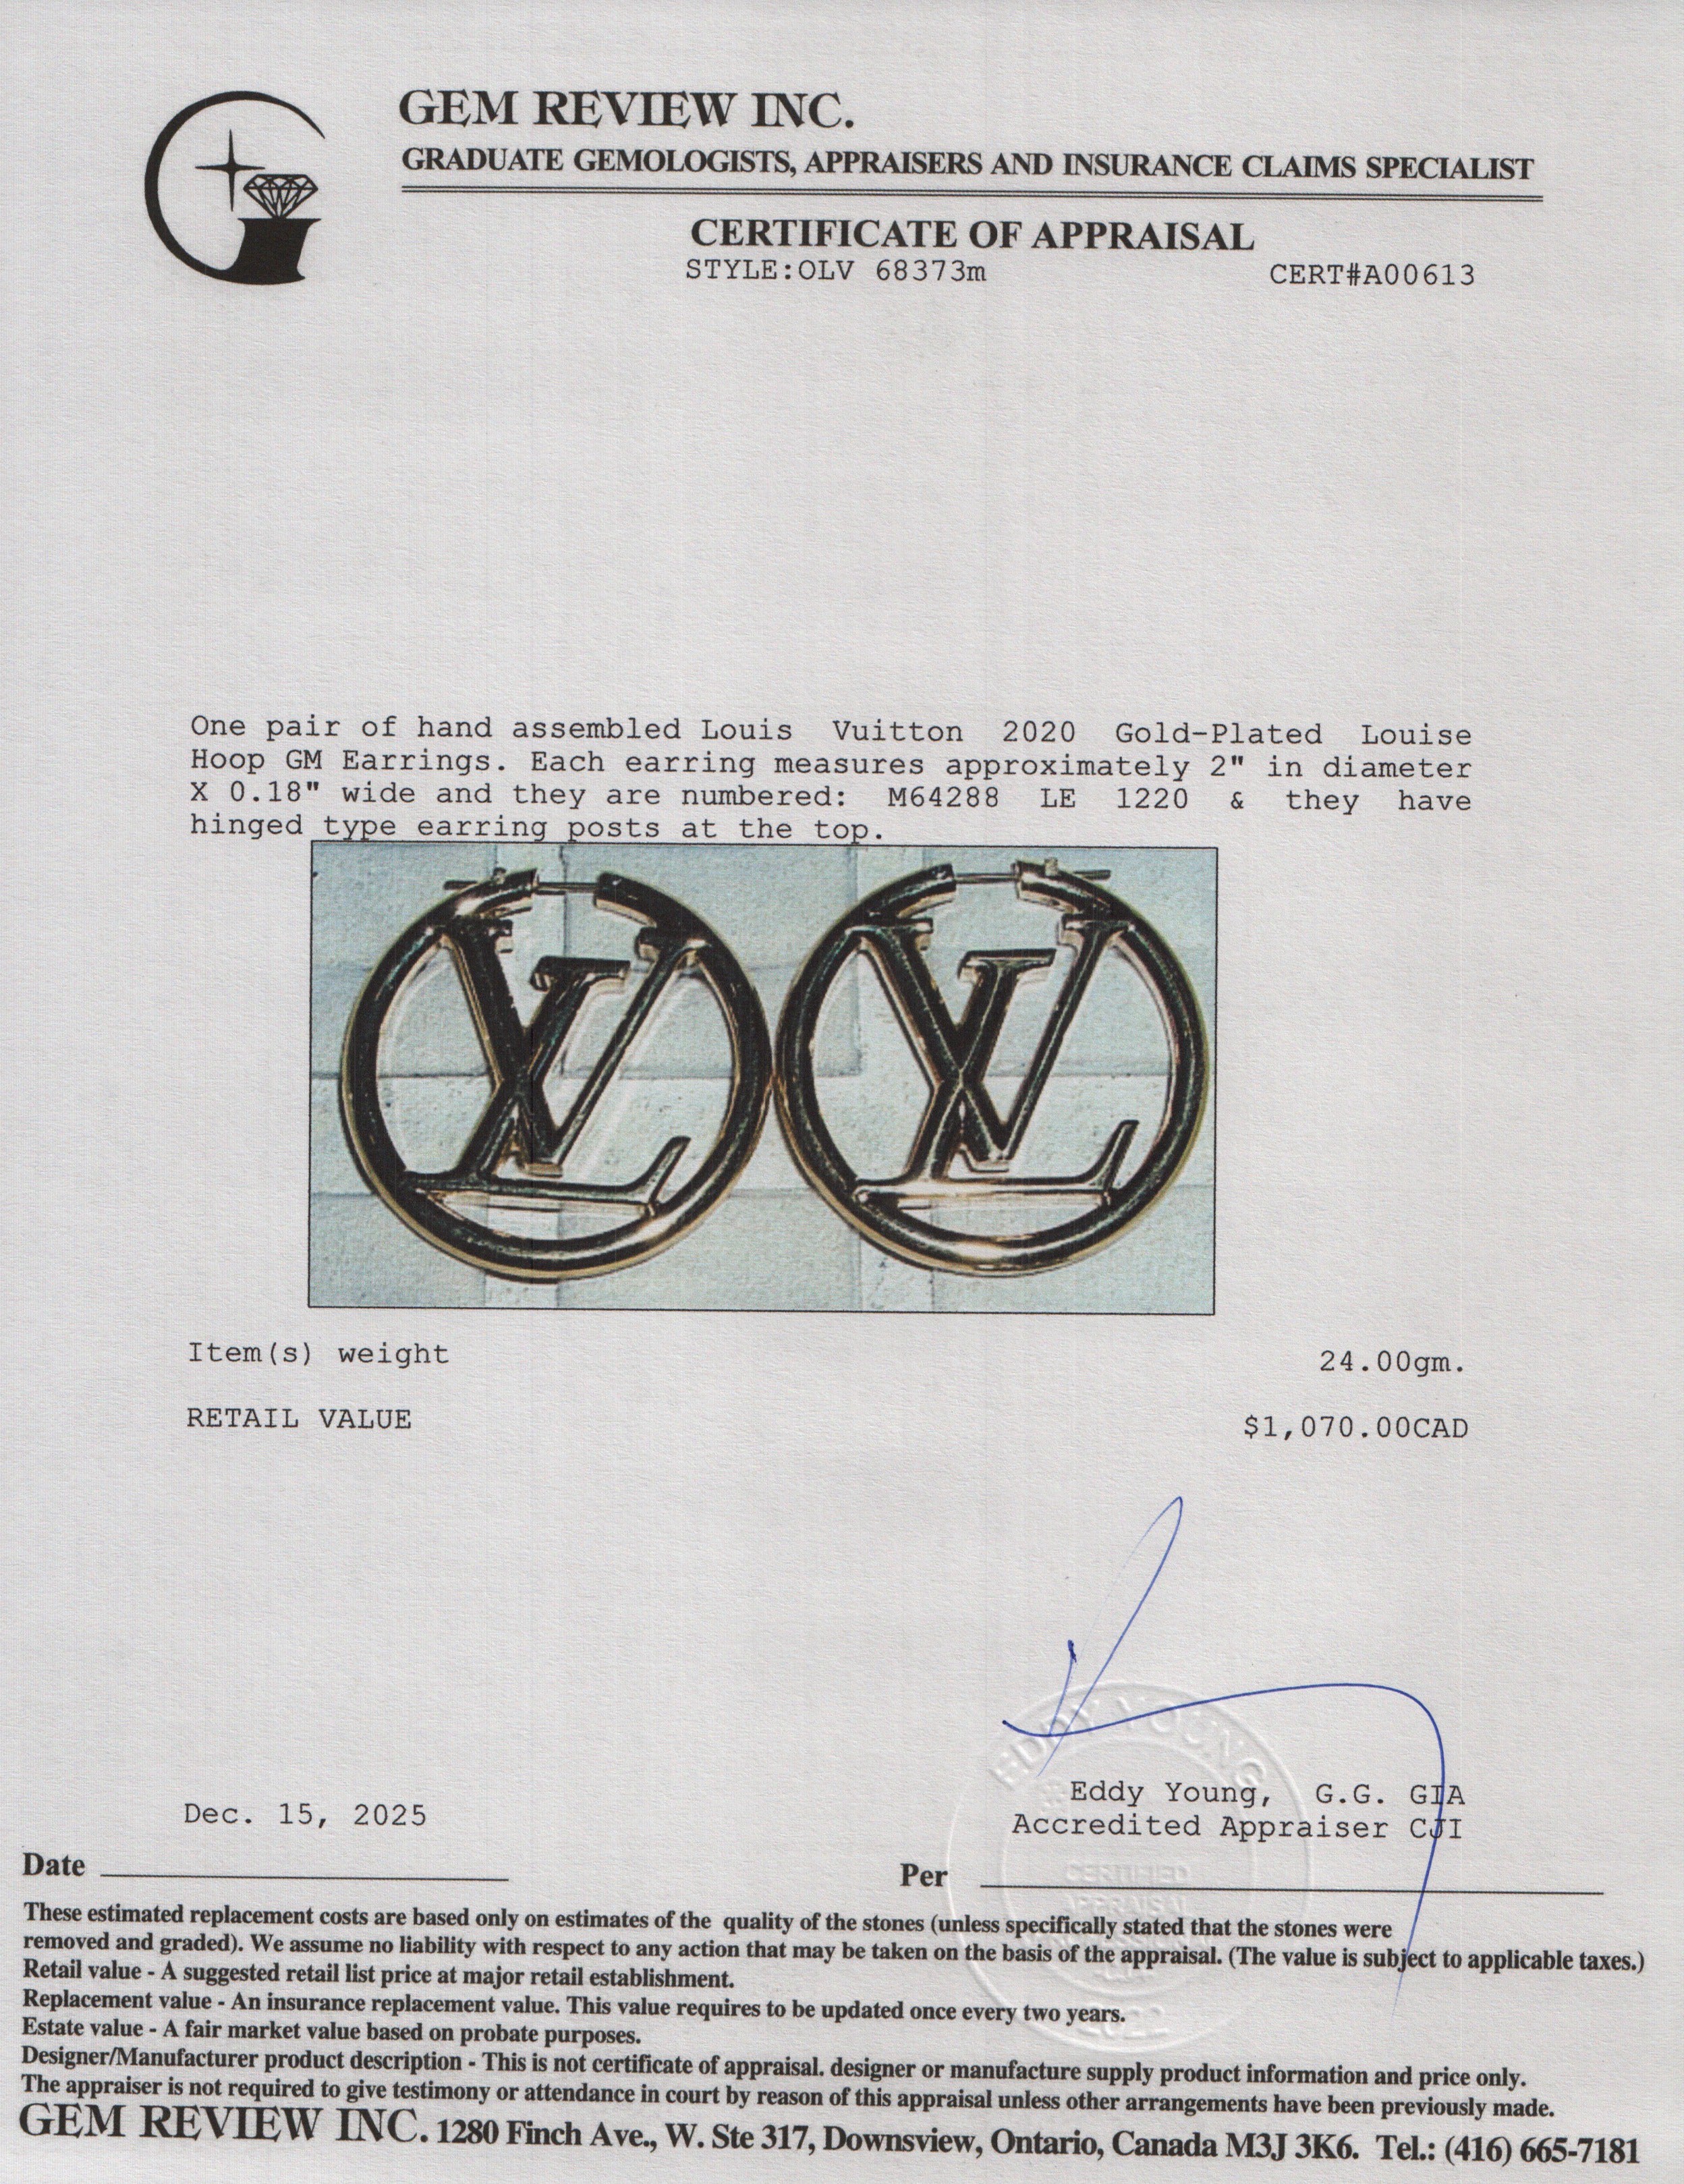 GEM REVIEW INC.
GRADUATE GEMOLOGISTS, APPRAISERS AND INSURANCE CLAIMS SPECIALIST
CERTIFICATE OF APPRAISAL
STYLE:OLV 68373m CERT#A00613
One pair of hand assembled Louis Vuitton 2020 Gold-Plated Louise
Hoop GM Earrings. Each earring measures approximately 2" in diameter
X 0.18" wide and they are numbered: M64288 LE 1220 & they have
hinged type earring posts at the top.
Item(s) weight 24.00gm.
RETAIL VALUE $1,070.00CAD
EDDY YOUNG
Eddy Young, G.G. GIA
Dec. 15, 2025 Accredited Appraiser CJI
Date Per
CERTIFIED
APPRAISAL
These estimated replacement costs are based only on estimates of the quality of the stones (unless specifically stated that the stones were
removed and graded). We assume no liability with respect to any action that may be taken on the basis of the appraisal. (The value is subject to applicable taxes.)
Retail value - A suggested retail list price at major retail establishment.
Replacement value - An insurance replacement value. This value requires to be updated once every two years.
Estate value - A fair market value based on probate purposes.
Designer/Manufacturer product description - This is not certificate of appraisal. designer or manufacture supply product information and price only.
The appraiser is not required to give testimony or attendance in court by reason of this appraisal unless other arrangements have been previously made.
GEM REVIEW INC. 1280 Finch Ave., W. Ste 317, Downsview, Ontario, Canada M3J 3K6. Tel.: (416) 665-7181